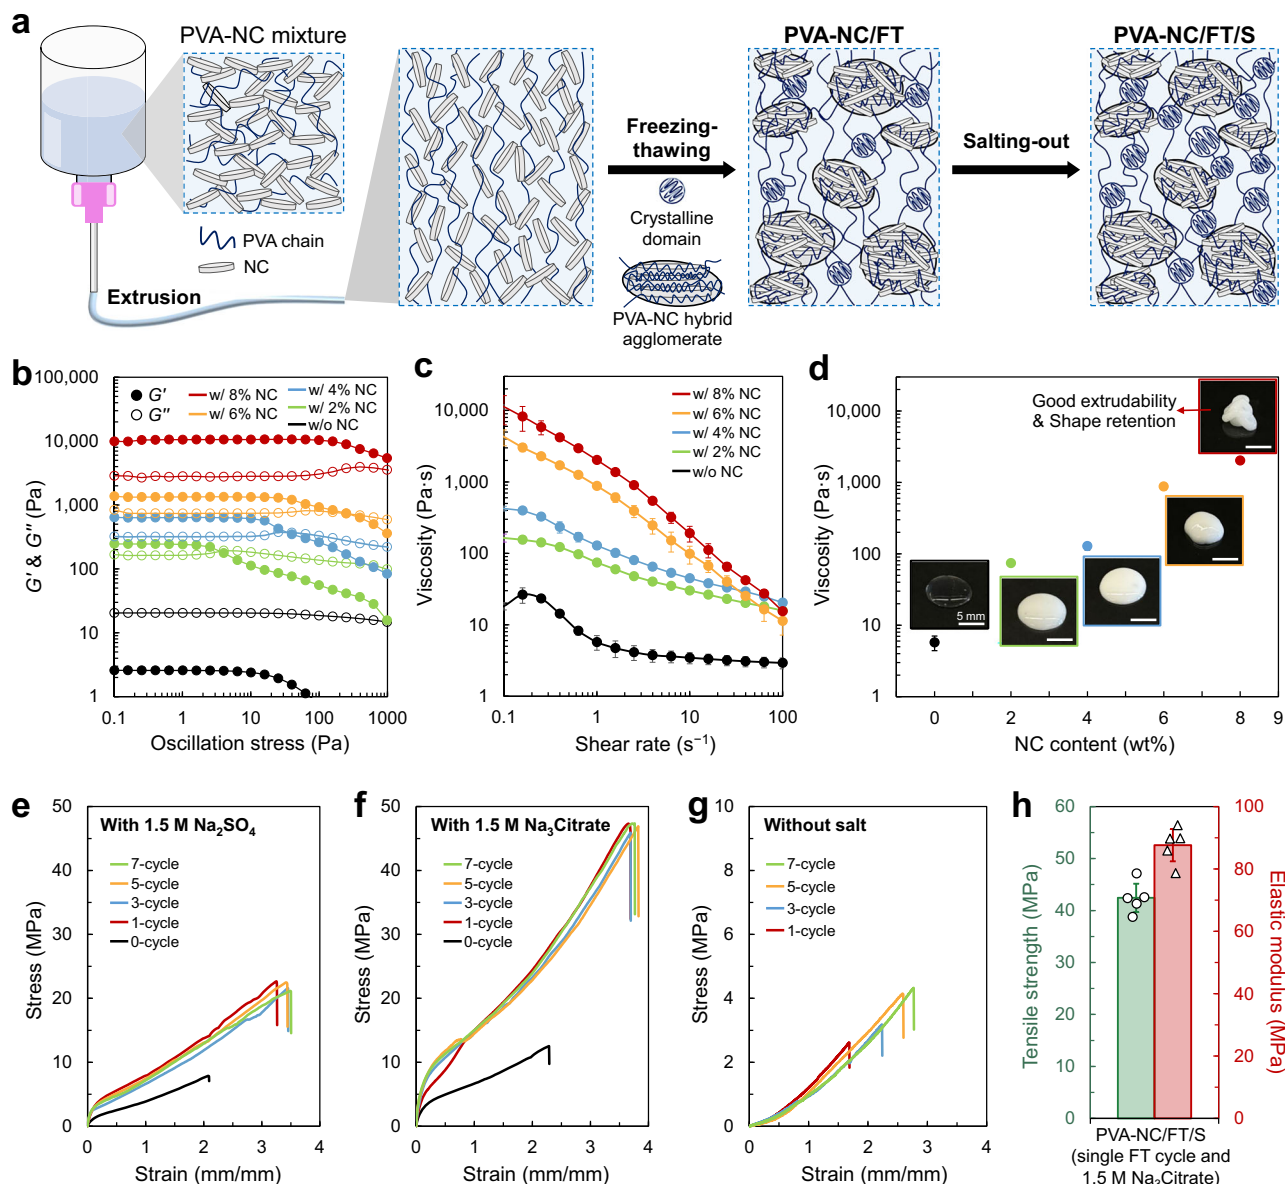 a
PVA-NC mixture
PVA chain
NC
Extrusion
Freezing-
thawing
Crystalline
domain
PVA-NC hybrid
agglomerate
PVA-NC/FT
Salting-out
PVA-NC/FT/S
b
100,000
10,000
1,000
100
10
1
G′ & G″ (Pa)
G′
G″
w/ 8% NC
w/ 6% NC
w/ 4% NC
w/ 2% NC
w/o NC
0.1 1 10 100 1000
Oscillation stress (Pa)
c
10,000
1,000
100
10
1
Viscosity (Pa·s)
w/ 8% NC
w/ 6% NC
w/ 4% NC
w/ 2% NC
w/o NC
0.1 1 10 100
Shear rate (s⁻¹)
d
10,000
1,000
100
10
1
Viscosity (Pa·s)
Good extrudability
& Shape retention
5 mm
0 1 2 3 4 5 6 7 8 9
NC content (wt%)
e
50
40
30
20
10
0
Stress (MPa)
With 1.5 M Na₂SO₄
7-cycle
5-cycle
3-cycle
1-cycle
0-cycle
0 1 2 3 4
Strain (mm/mm)
f
50
40
30
20
10
0
Stress (MPa)
With 1.5 M Na₃Citrate
7-cycle
5-cycle
3-cycle
1-cycle
0-cycle
0 1 2 3 4
Strain (mm/mm)
g
10
8
6
4
2
0
Stress (MPa)
Without salt
7-cycle
5-cycle
3-cycle
1-cycle
0 1 2 3 4
Strain (mm/mm)
h
60
50
40
30
20
10
0
Tensile strength (MPa)
100
80
60
40
20
0
Elastic modulus (MPa)
PVA-NC/FT/S
(single FT cycle and
1.5 M Na₃Citrate)